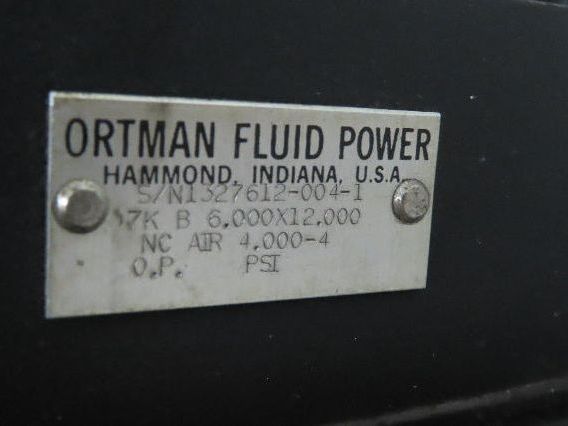 ORTMAN FLUID POWER
HAMMOND, INDIANA, U.S.A.
S/N1327612-004-1
7K B 6.000X12.000
NC AIR 4.000-4
O.P. PSI